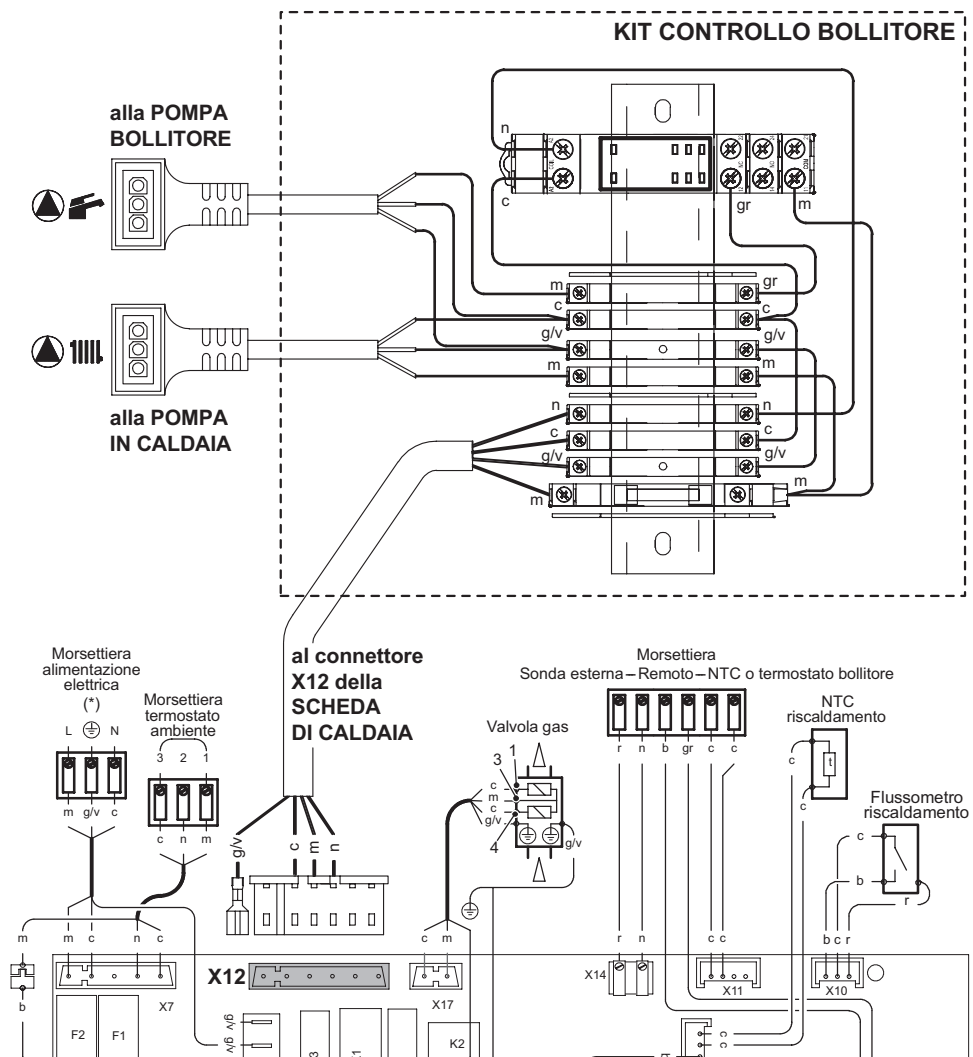 KIT CONTROLLO BOLLITORE
alla POMPA
BOLLITORE
n
c
gr
m
m
c
g/v
m
gr
c
g/v
m
alla POMPA
IN CALDAIA
n
c
g/v
m
n
c
g/v
m
al connettore
X12 della
SCHEDA
DI CALDAIA
Morsettiera
alimentazione
elettrica
(*)
L N
m g/v c
Morsettiera
termostato
ambiente
3 2 1
c n m
g/v c m n
Valvola gas
1
3
c
m
c
g/v
4
g/v
Morsettiera
Sonda esterna – Remoto – NTC o termostato bollitore
r n b gr c c
NTC
riscaldamento
c
t
c
Flussometro
riscaldamento
c
b
r
m m c n c
c m
r n
c c
b c r
X12
X7
X17
X14
X11
X10
b
F2
F1
g/v
g/v
K2
c
c